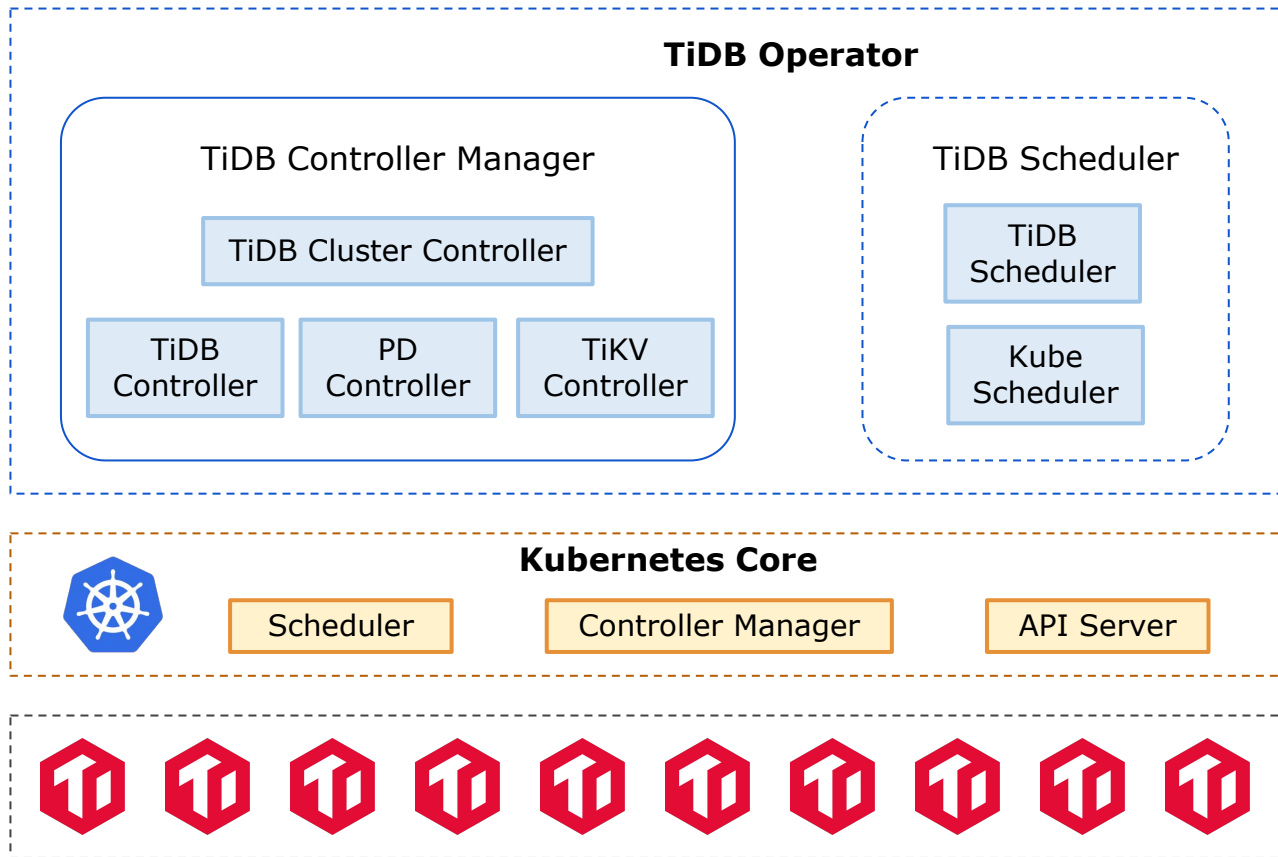 TiDB Operator
TiDB Controller Manager
TiDB Cluster Controller
TiDB
Controller
PD
Controller
TiKV
Controller
TiDB Scheduler
TiDB
Scheduler
Kube
Scheduler
Kubernetes Core
Scheduler
Controller Manager
API Server